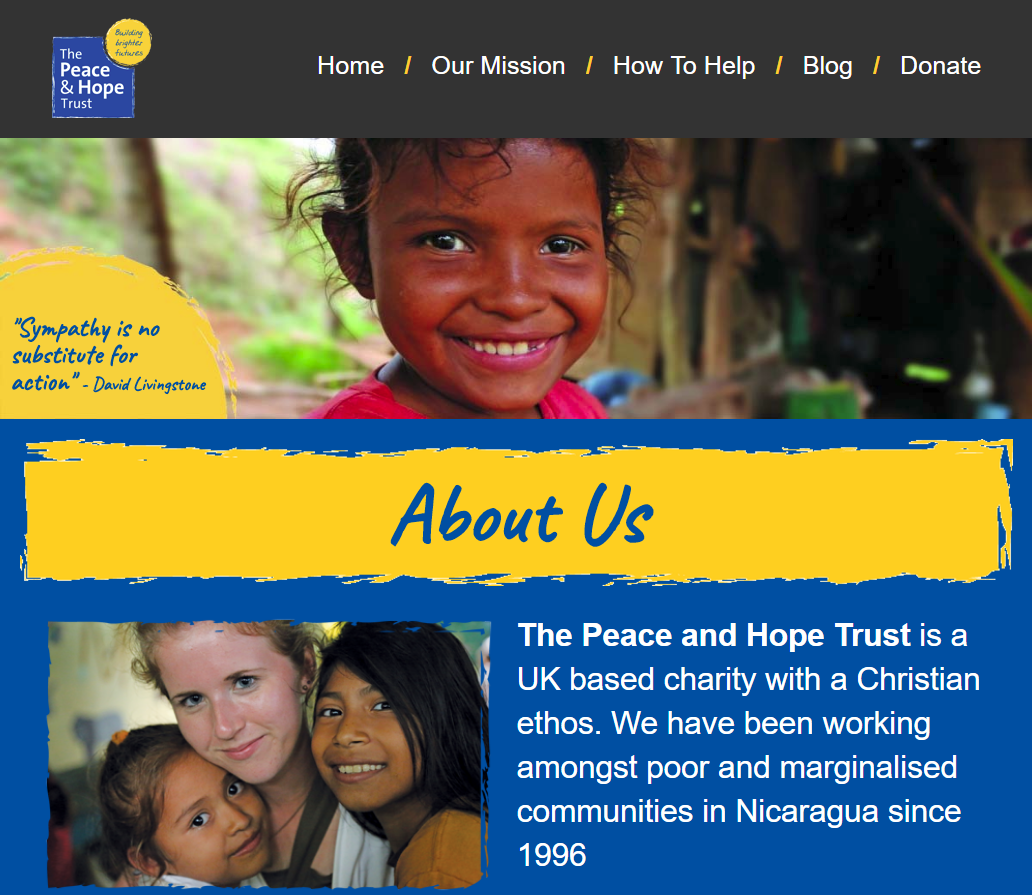 Building
brighter
futures
The
Peace
& Hope
Trust
Home / Our Mission / How To Help / Blog / Donate
"Sympathy is no
substitute for
action" - David Livingstone
About Us
The Peace and Hope Trust is a
UK based charity with a Christian
ethos. We have been working
amongst poor and marginalised
communities in Nicaragua since
1996